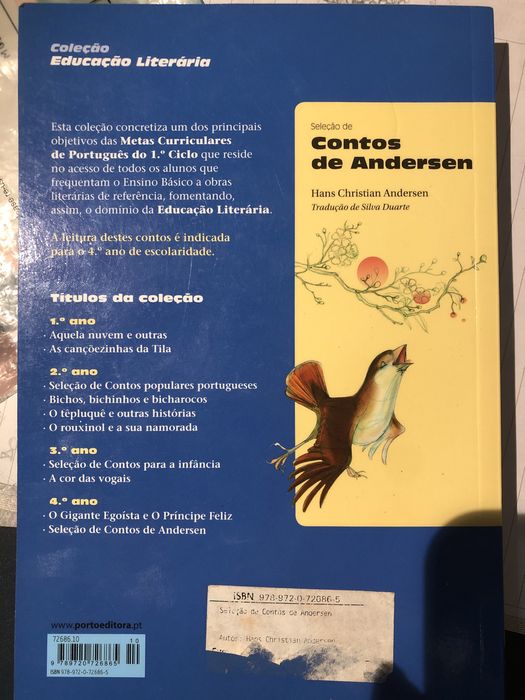 Coleção
Educação Literária
Esta coleção concretiza um dos principais
objetivos das Metas Curriculares
de Português do 1.º Ciclo que reside
no acesso de todos os alunos que
frequentam o Ensino Básico a obras
literárias de referência, fomentando,
assim, o domínio da Educação Literária.
A leitura destes contos é indicada
para o 4.º ano de escolaridade.
Títulos da coleção
1.º ano
· Aquela nuvem e outras
· As cançõezinhas da Tila
2.º ano
· Seleção de Contos populares portugueses
· Bichos, bichinhos e bicharocos
· O têpluquê e outras histórias
· O rouxinol e a sua namorada
3.º ano
· Seleção de Contos para a infância
· A cor das vogais
4.º ano
· O Gigante Egoísta e O Príncipe Feliz
· Seleção de Contos de Andersen
Seleção de
Contos
de Andersen
Hans Christian Andersen
Tradução de Silva Duarte
www.portoeditora.pt
72686.10
10
9 789720 726865
ISBN 978-972-0-72686-5
ISBN 978-972-0-72686-5
Seleção de Contos de Andersen
Autor: Hans Christian Andersen